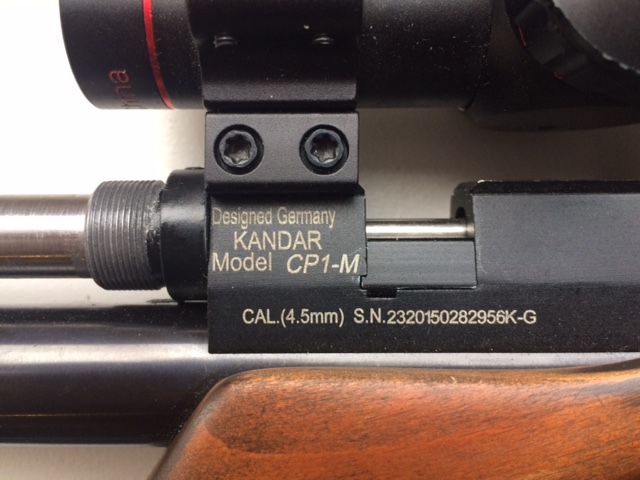 Designed Germany
KANDAR
Model CP1-M
CAL.(4.5mm) S.N.2320150282956K-G